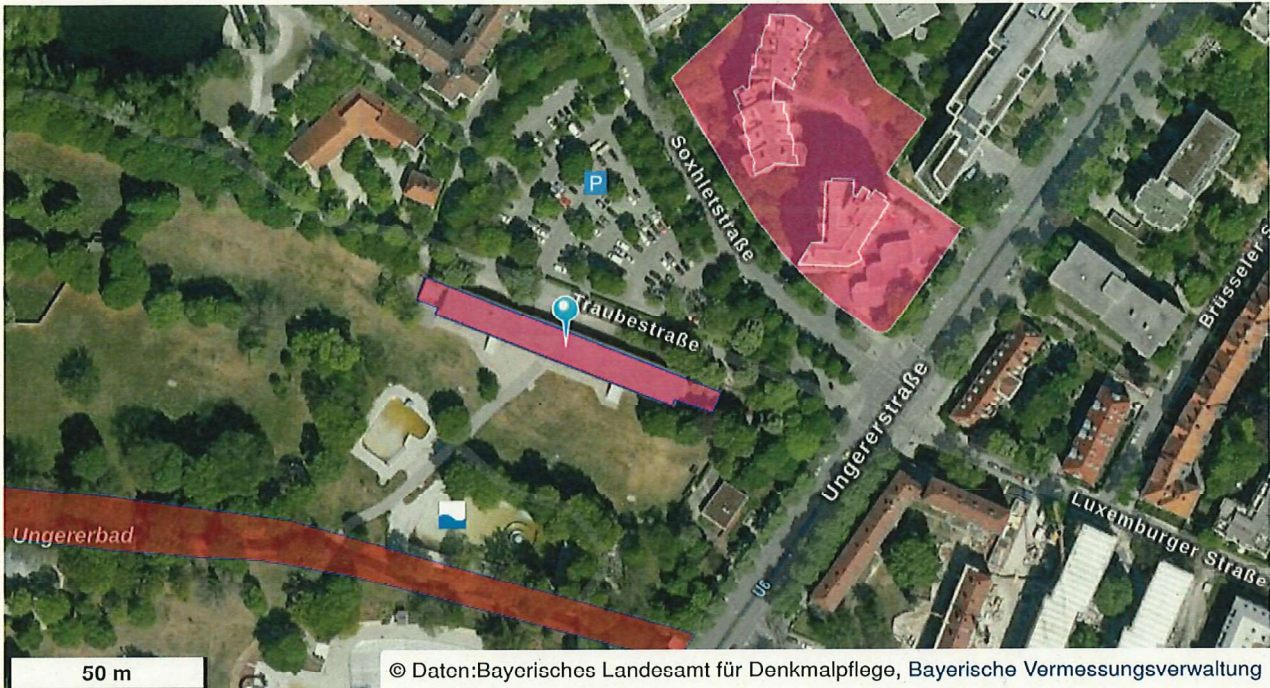 P
Soxhletstraße
Traubestraße
Brüsseler S
Ungererstraße
Luxemburger Straße
Ungererbad
U6
50 m
© Daten:Bayerisches Landesamt für Denkmalpflege, Bayerische Vermessungsverwaltung